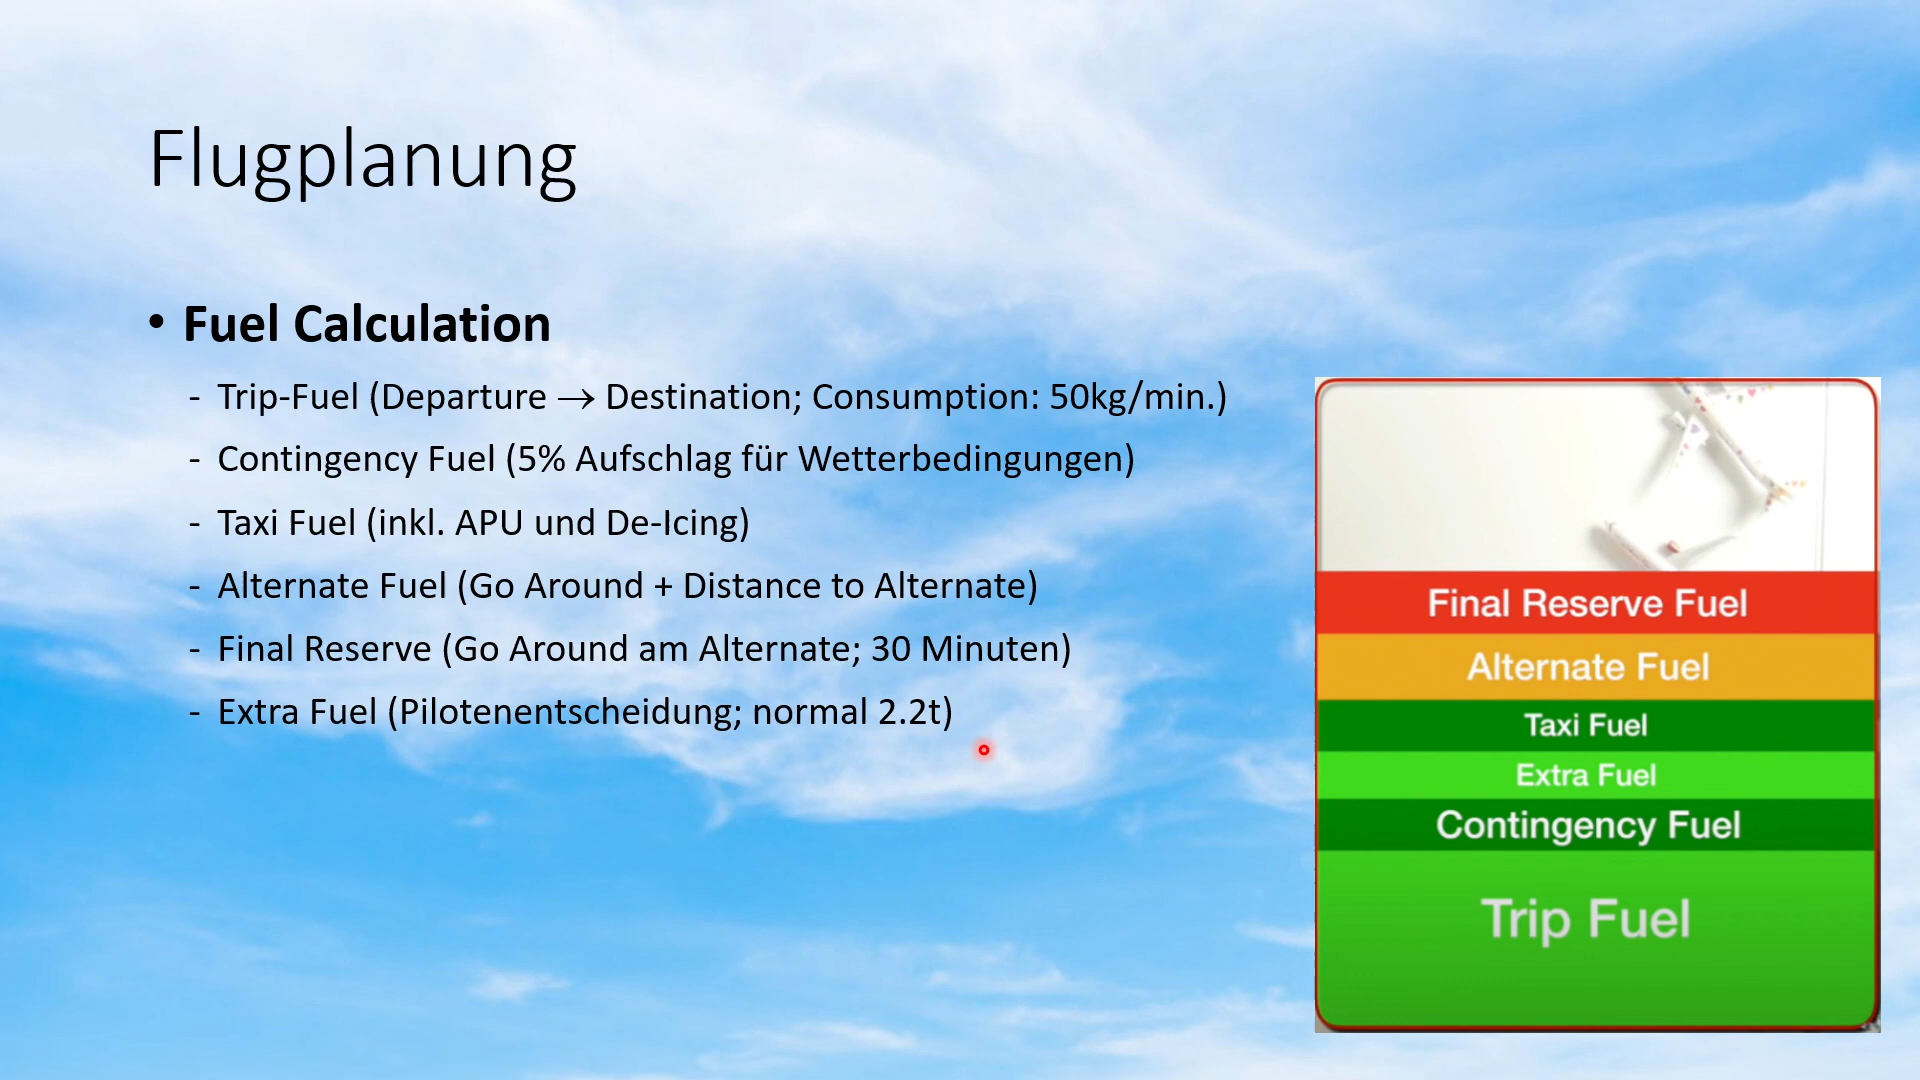 Flugplanung
• Fuel Calculation
- Trip-Fuel (Departure → Destination; Consumption: 50kg/min.)
- Contingency Fuel (5% Aufschlag für Wetterbedingungen)
- Taxi Fuel (inkl. APU und De-Icing)
- Alternate Fuel (Go Around + Distance to Alternate)
- Final Reserve (Go Around am Alternate; 30 Minuten)
- Extra Fuel (Pilotenentscheidung; normal 2.2t)
Final Reserve Fuel
Alternate Fuel
Taxi Fuel
Extra Fuel
Contingency Fuel
Trip Fuel